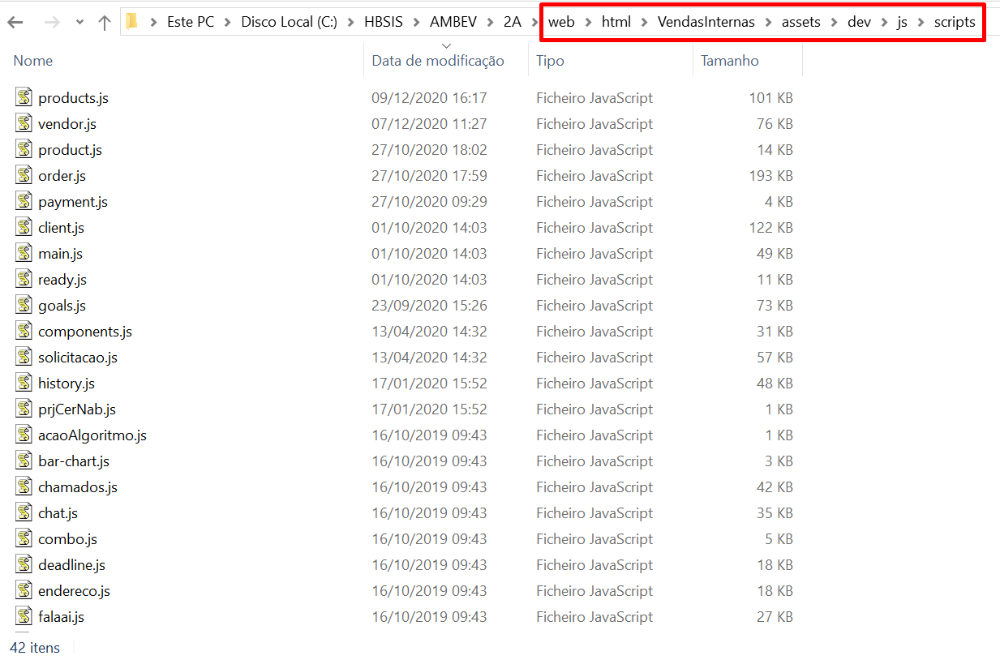 Este PC Disco Local (C:) HBSIS AMBEV 2A web html VendasInternas assets dev js scripts
Nome Data de modificação Tipo Tamanho
products.js 09/12/2020 16:17 Ficheiro JavaScript 101 KB
vendor.js 07/12/2020 11:27 Ficheiro JavaScript 76 KB
product.js 27/10/2020 18:02 Ficheiro JavaScript 14 KB
order.js 27/10/2020 17:59 Ficheiro JavaScript 193 KB
payment.js 27/10/2020 09:29 Ficheiro JavaScript 4 KB
client.js 01/10/2020 14:03 Ficheiro JavaScript 122 KB
main.js 01/10/2020 14:03 Ficheiro JavaScript 49 KB
ready.js 01/10/2020 14:03 Ficheiro JavaScript 11 KB
goals.js 23/09/2020 15:26 Ficheiro JavaScript 73 KB
components.js 13/04/2020 14:32 Ficheiro JavaScript 31 KB
solicitacao.js 13/04/2020 14:32 Ficheiro JavaScript 57 KB
history.js 17/01/2020 15:52 Ficheiro JavaScript 48 KB
prjCerNab.js 17/01/2020 15:52 Ficheiro JavaScript 1 KB
acaoAlgoritmo.js 16/10/2019 09:43 Ficheiro JavaScript 1 KB
bar-chart.js 16/10/2019 09:43 Ficheiro JavaScript 3 KB
chamados.js 16/10/2019 09:43 Ficheiro JavaScript 42 KB
chat.js 16/10/2019 09:43 Ficheiro JavaScript 35 KB
combo.js 16/10/2019 09:43 Ficheiro JavaScript 5 KB
deadline.js 16/10/2019 09:43 Ficheiro JavaScript 18 KB
endereco.js 16/10/2019 09:43 Ficheiro JavaScript 18 KB
falaai.js 16/10/2019 09:43 Ficheiro JavaScript 27 KB
42 itens